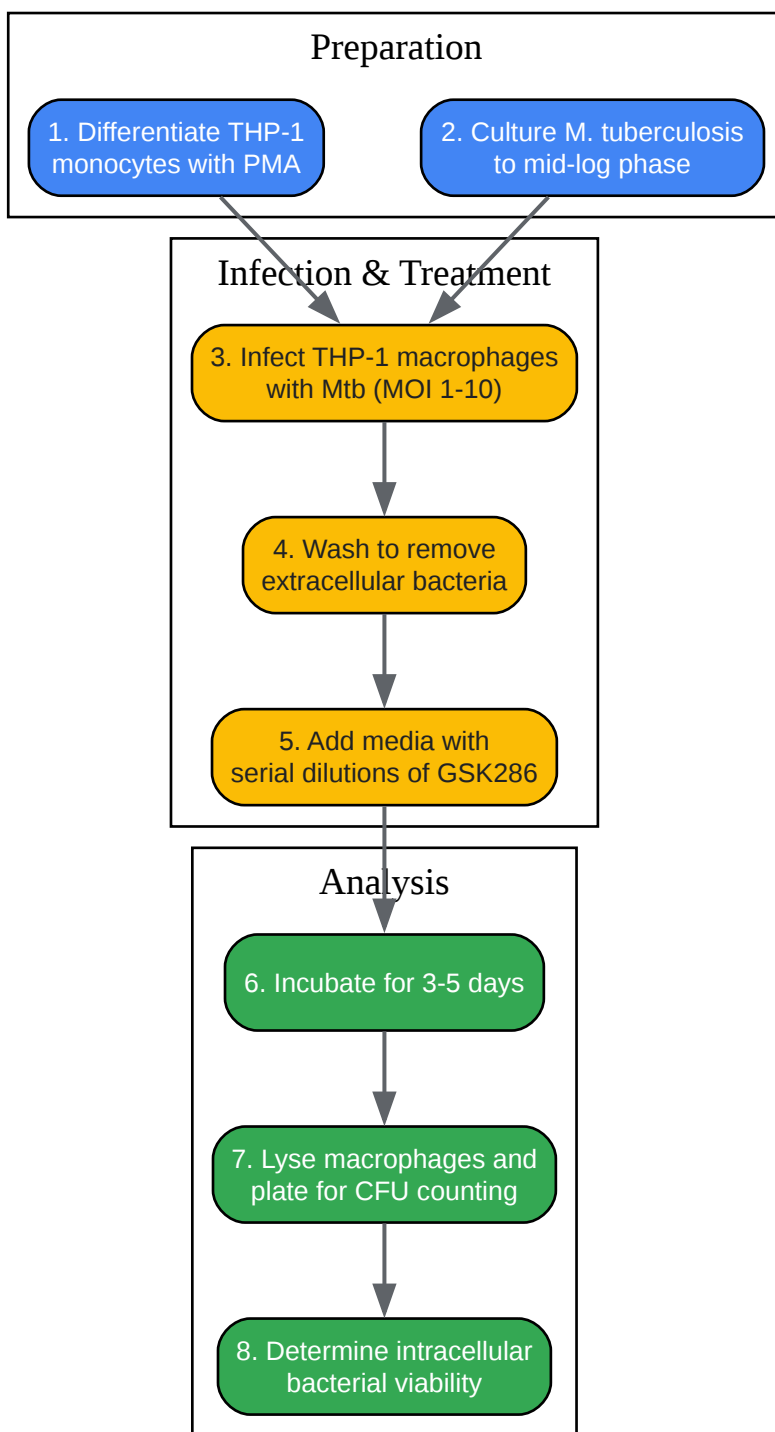 Preparation
1. Differentiate THP-1
monocytes with PMA
2. Culture M. tuberculosis
to mid-log phase
Infection & Treatment
3. Infect THP-1 macrophages
with Mtb (MOI 1-10)
4. Wash to remove
extracellular bacteria
5. Add media with
serial dilutions of GSK286
Analysis
6. Incubate for 3-5 days
7. Lyse macrophages and
plate for CFU counting
8. Determine intracellular
bacterial viability